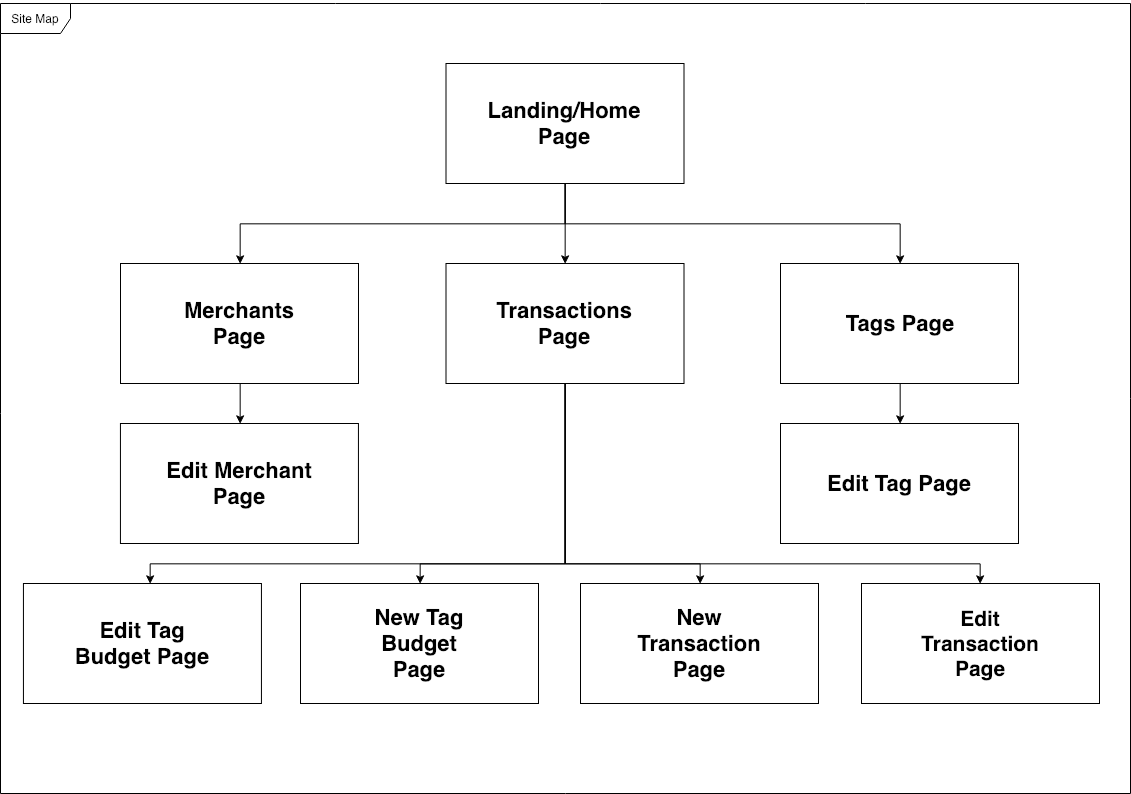 Site Map
Landing/Home
Page
Merchants
Page
Transactions
Page
Tags Page
Edit Merchant
Page
Edit Tag Page
Edit Tag
Budget Page
New Tag
Budget
Page
New
Transaction
Page
Edit
Transaction
Page